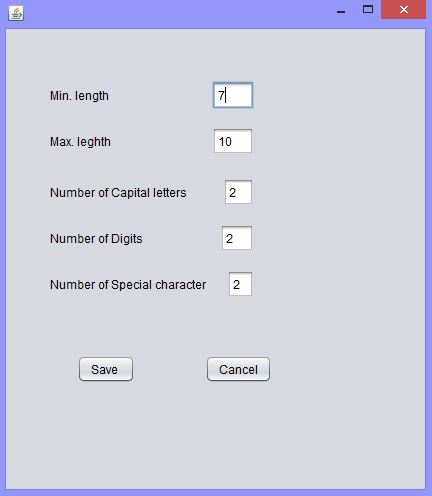 Min. length 7
Max. leghth 10
Number of Capital letters 2
Number of Digits 2
Number of Special character 2
Save Cancel